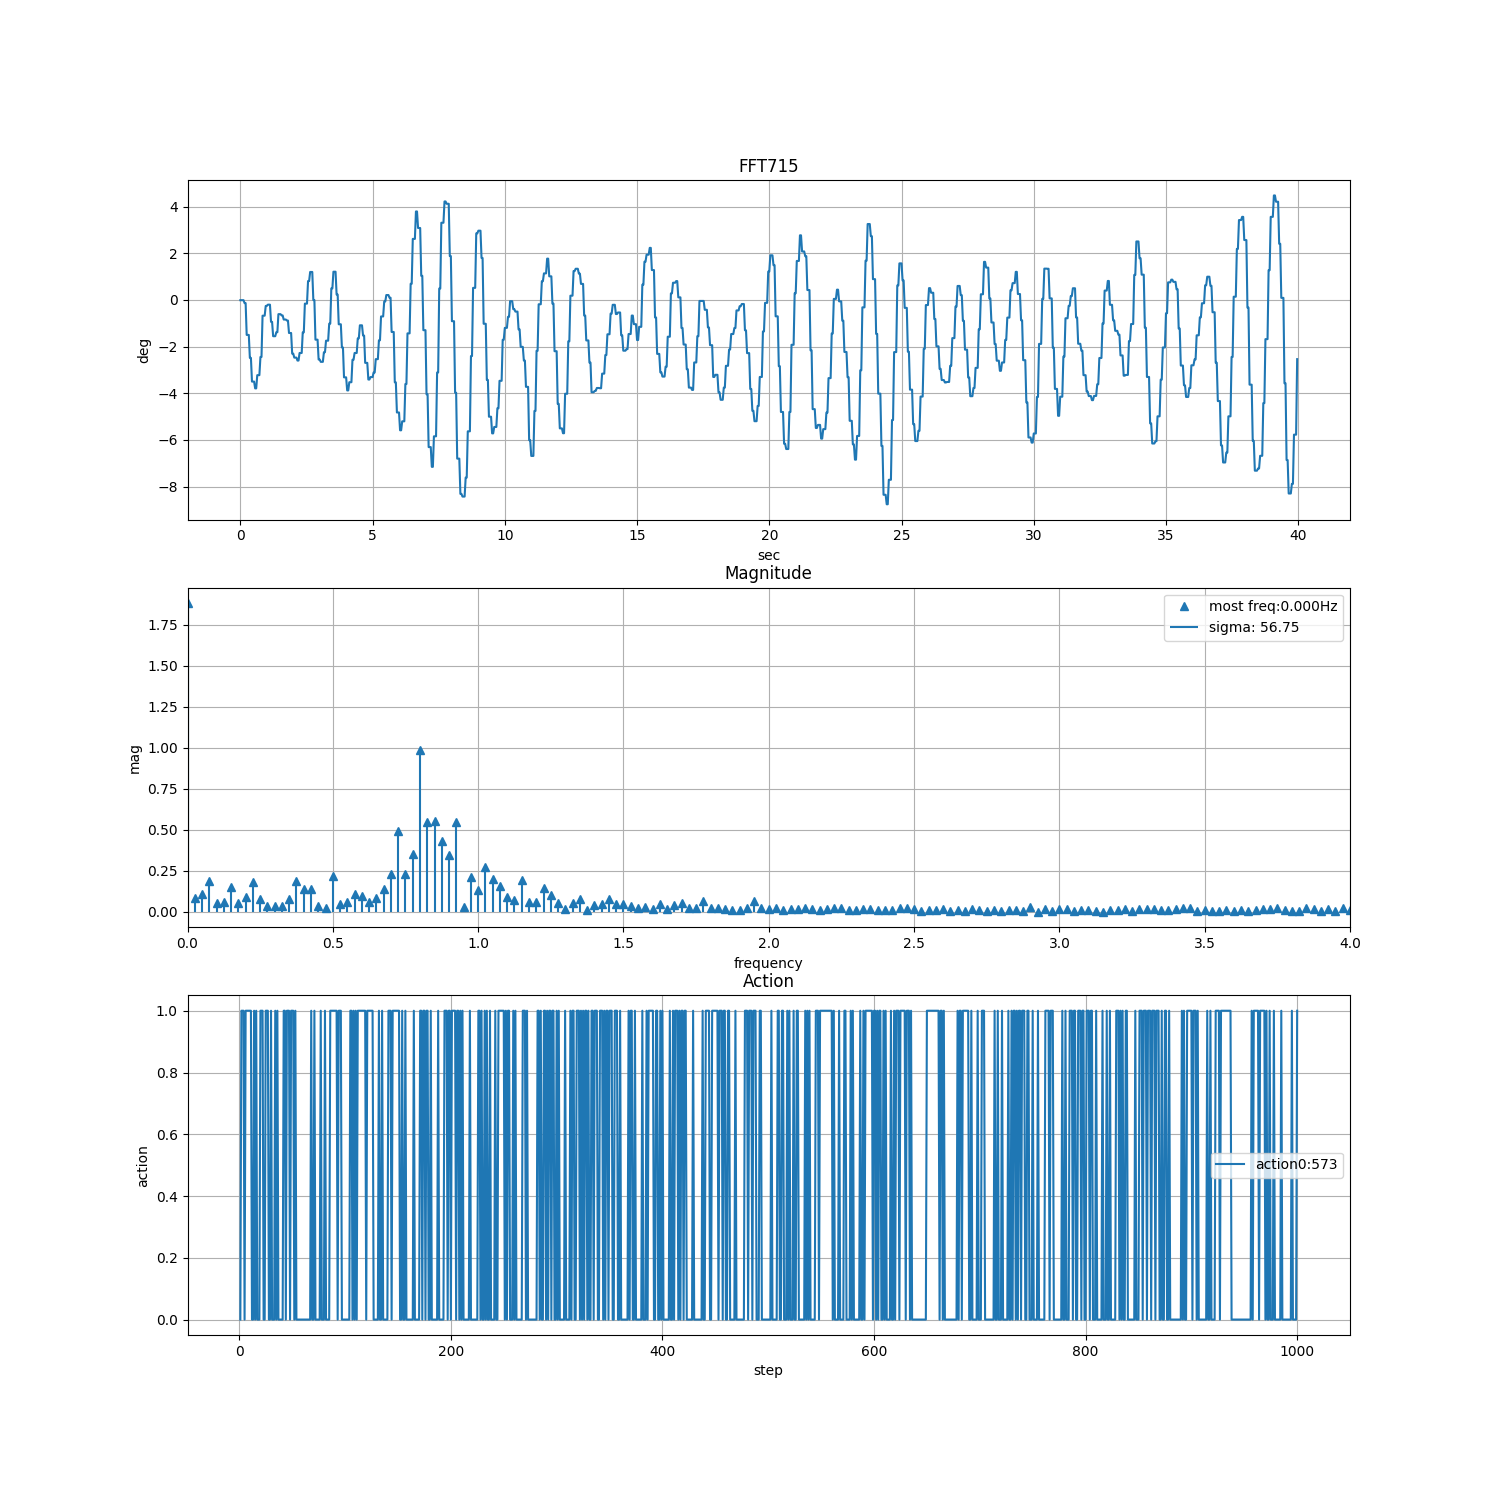 FFT715
4
2
0
−2
−4
−6
−8
deg
0 5 10 15 20 25 30 35 40
sec
Magnitude
most freq:0.000Hz
sigma: 56.75
1.75
1.50
1.25
1.00
0.75
0.50
0.25
0.00
mag
0.0 0.5 1.0 1.5 2.0 2.5 3.0 3.5 4.0
frequency
Action
1.0
0.8
0.6
0.4
0.2
0.0
action
action0:573
0 200 400 600 800 1000
step